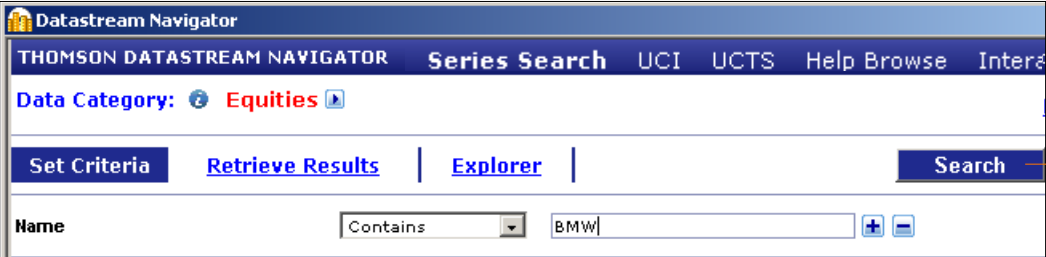 Datastream Navigator
THOMSON DATASTREAM NAVIGATOR Series Search UCI UCTS Help Browse
Data Category: Equities
Set Criteria Retrieve Results Explorer Search
Name Contains BMW